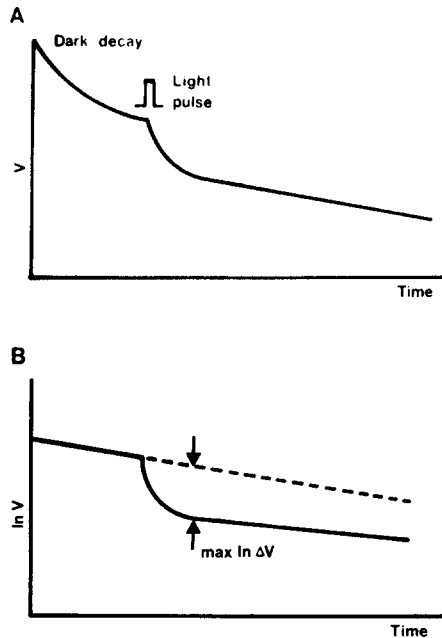 A
Dark decay
Light
pulse
V
Time
B
ln V
max ln ΔV
Time